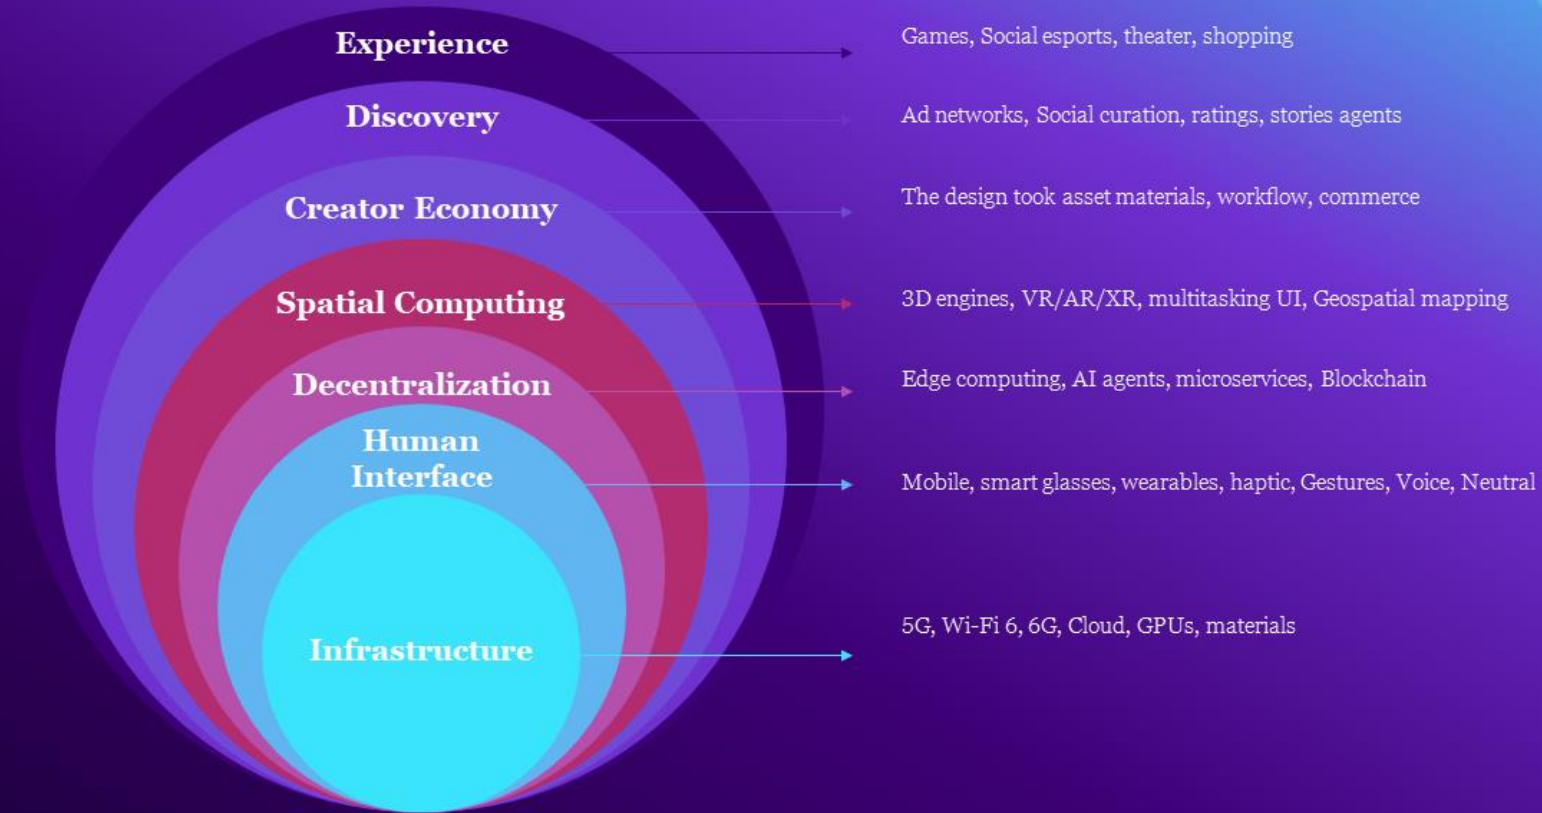 Experience
Games, Social esports, theater, shopping
Discovery
Ad networks, Social curation, ratings, stories agents
Creator Economy
The design took asset materials, workflow, commerce
Spatial Computing
3D engines, VR/AR/XR, multitasking UI, Geospatial mapping
Decentralization
Edge computing, AI agents, microservices, Blockchain
Human
Interface
Mobile, smart glasses, wearables, haptic, Gestures, Voice, Neutral
Infrastructure
5G, Wi-Fi 6, 6G, Cloud, GPUs, materials